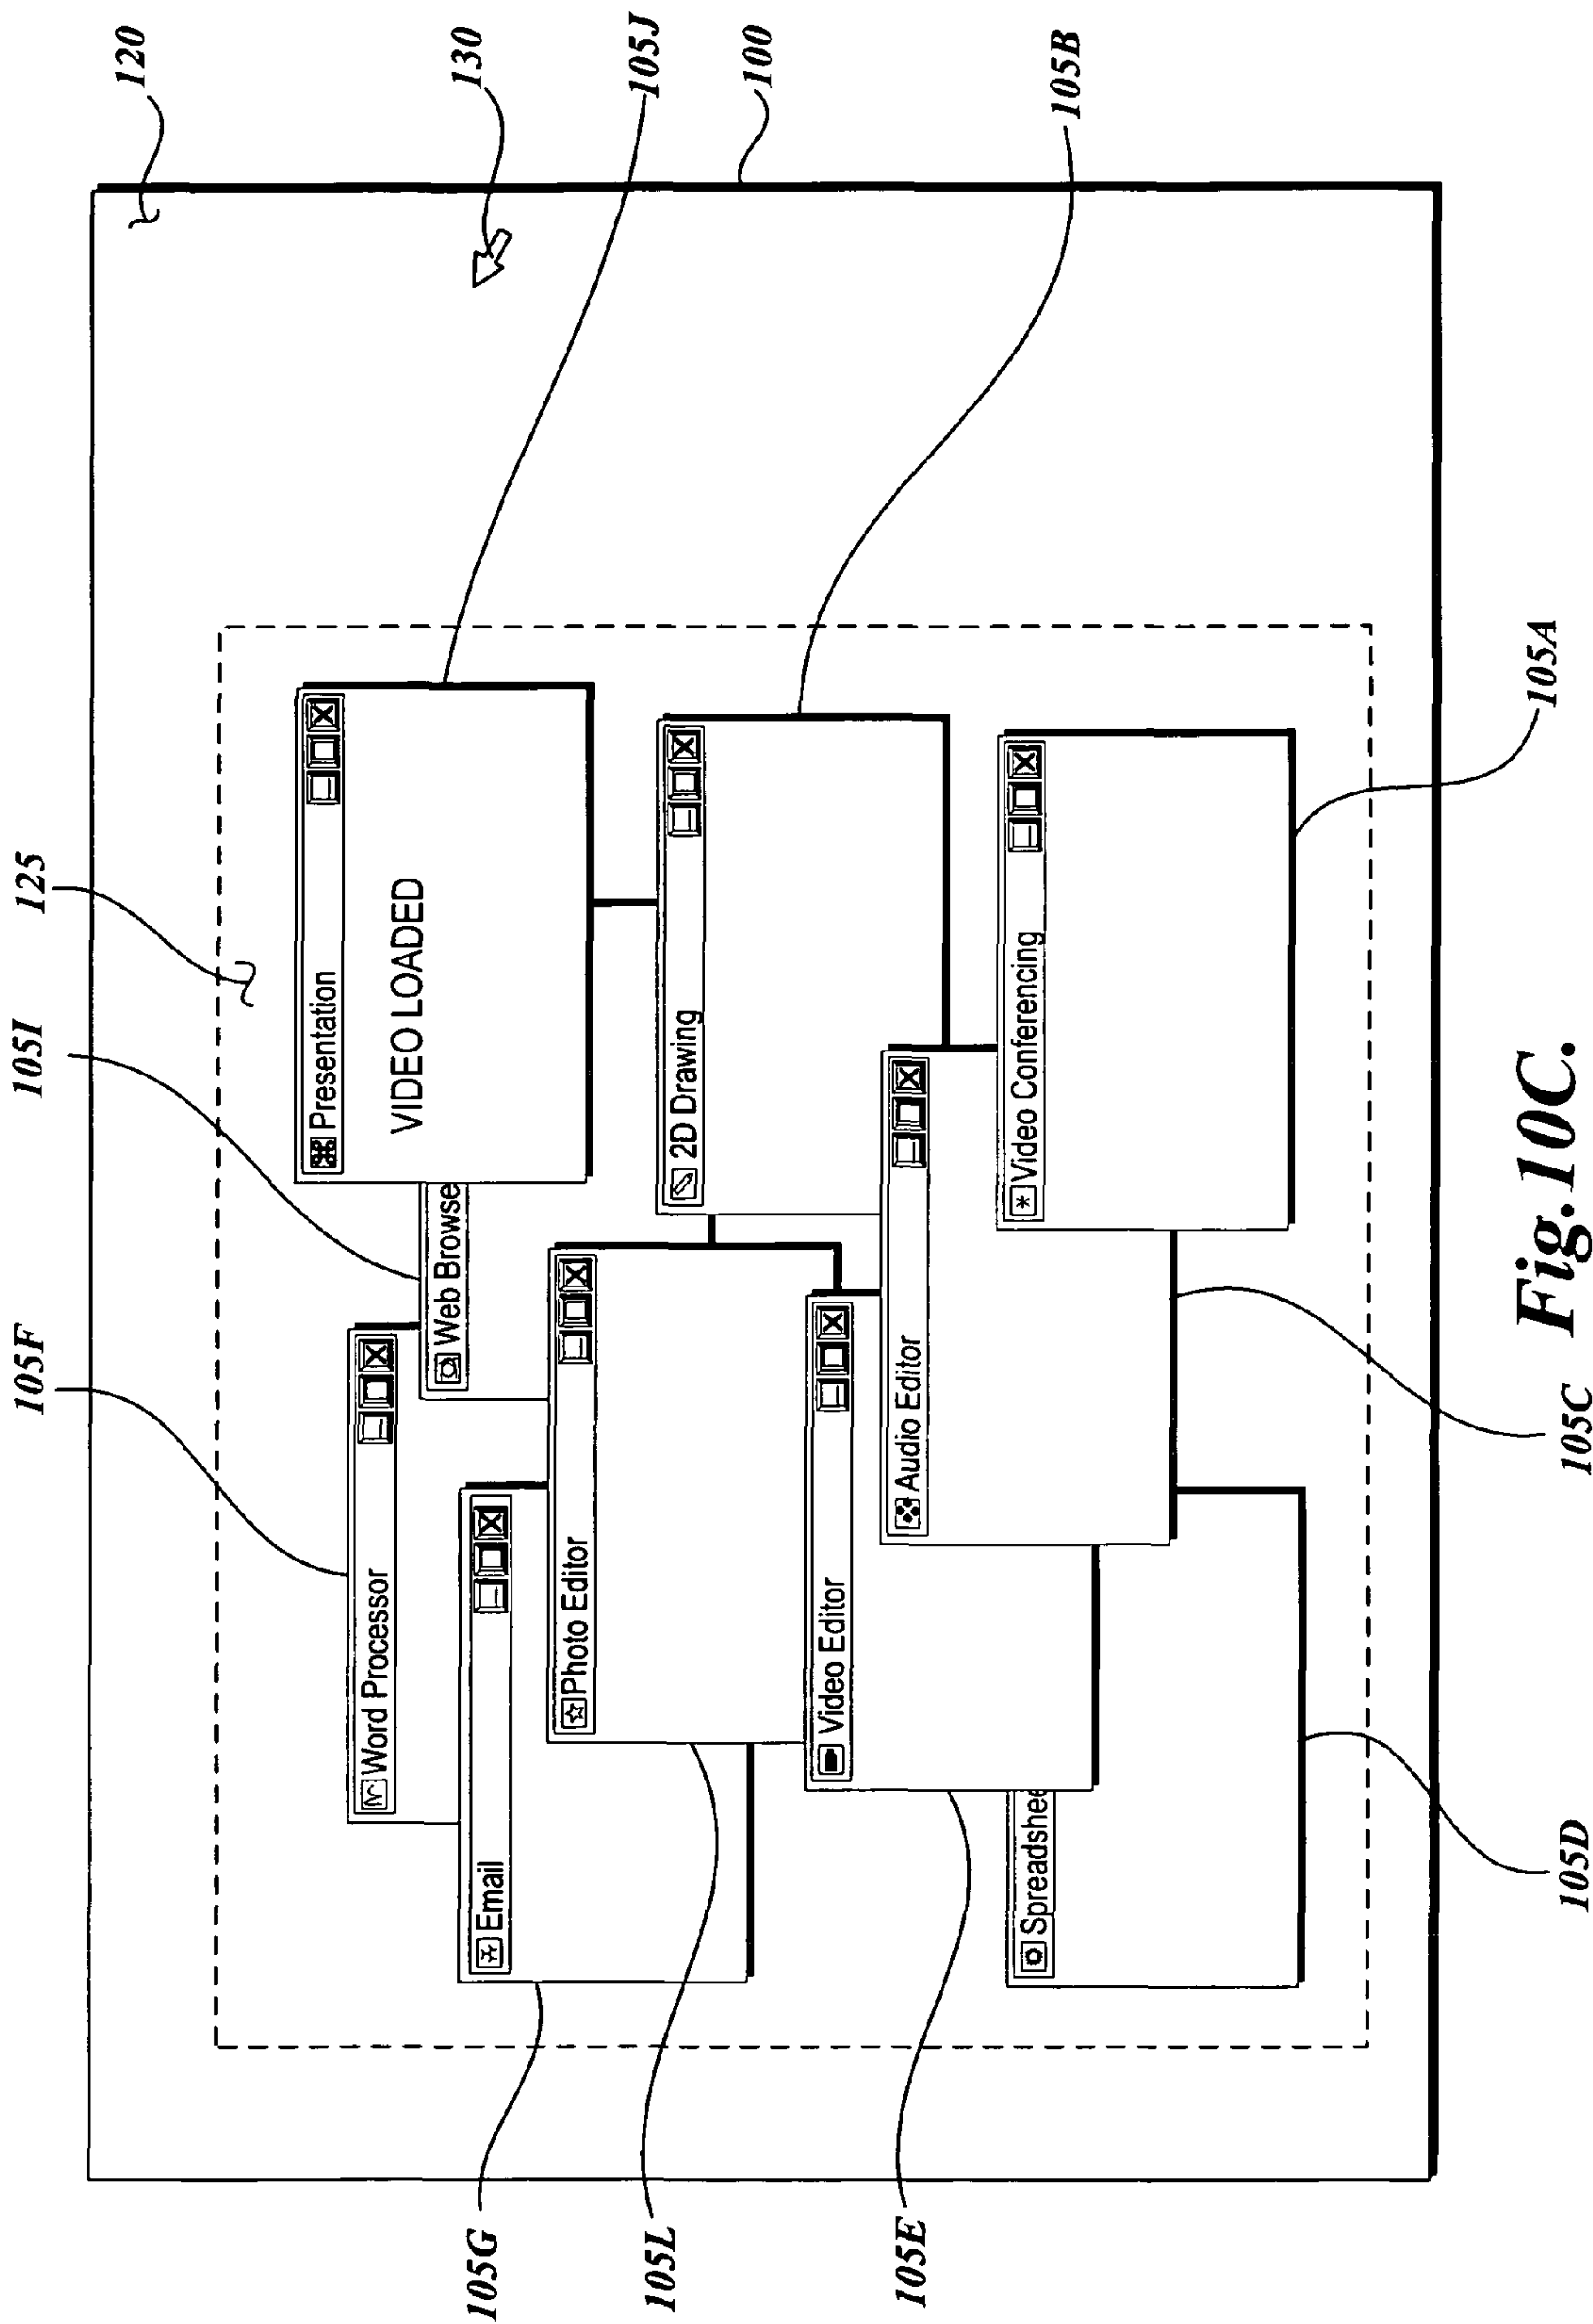 105F 105I 125
120
Presentation
Word Processor
VIDEO LOADED
Web Browse
130
105G
Email
Photo Editor
105J
105L
2D Drawing
100
Video Editor
105E
Audio Editor
Video Conferencing
Spreadshee
105B
105D 105C 105A
Fig.10C.